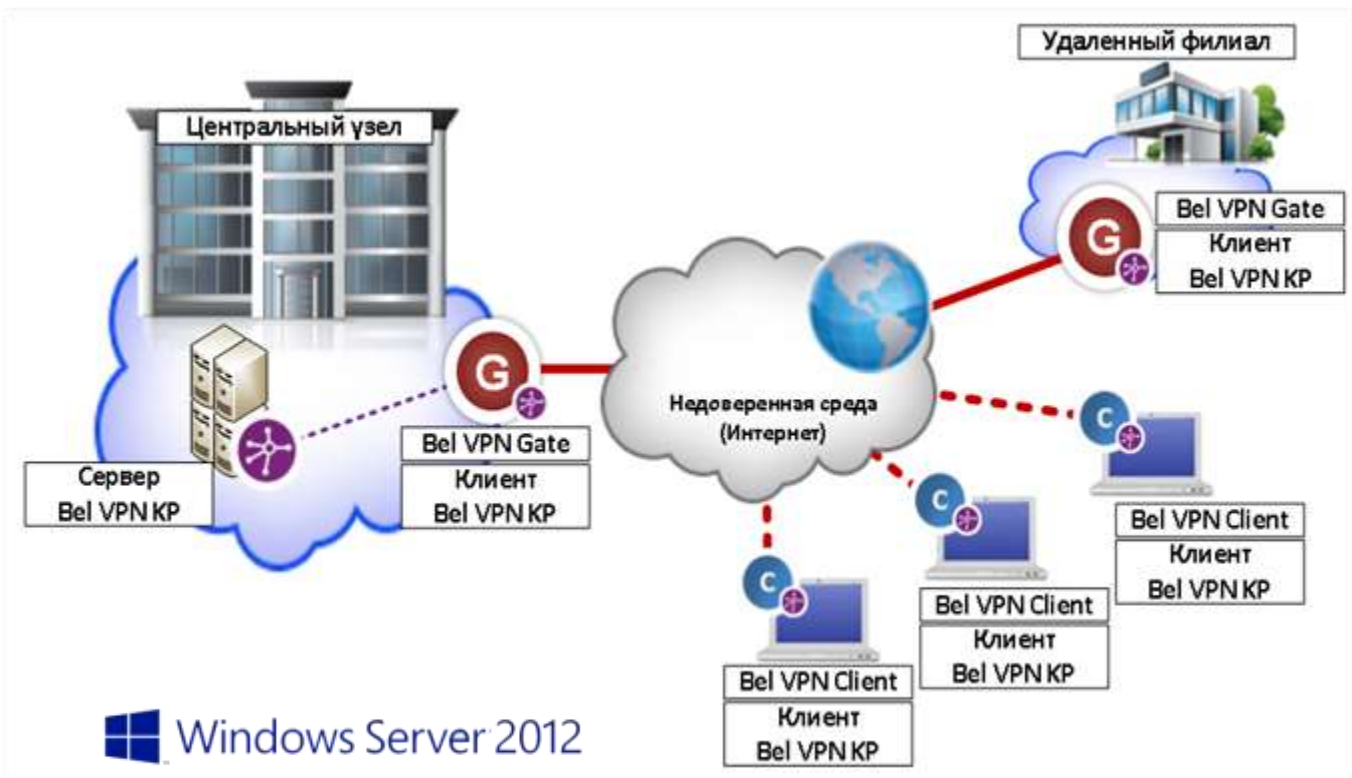 Удаленный филиал
Центральный узел
Bel VPN Gate
Клиент
Bel VPN KP
G
G
Недоверенная среда
(Интернет)
Bel VPN Gate
Клиент
Bel VPN KP
Сервер
Bel VPN KP
C
Bel VPN Client
Клиент
Bel VPN KP
C
Bel VPN Client
Клиент
Bel VPN KP
C
Bel VPN Client
Клиент
Bel VPN KP
Windows Server 2012